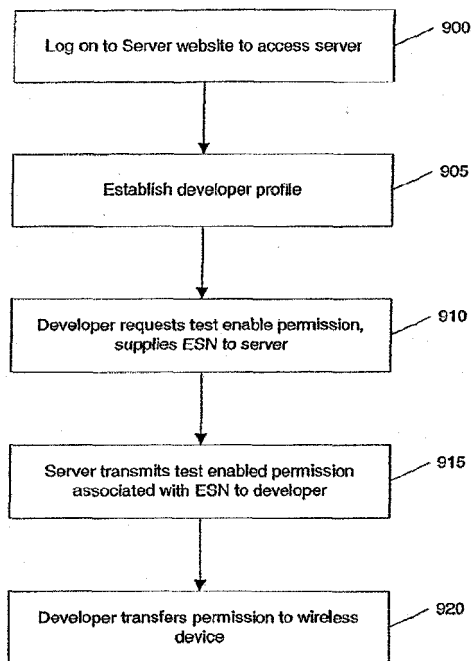 Log on to Server website to access server
900
Establish developer profile
905
Developer requests test enable permission,
supplies ESN to server
910
Server transmits test enabled permission
associated with ESN to developer
915
Developer transfers permission to wireless
device
920